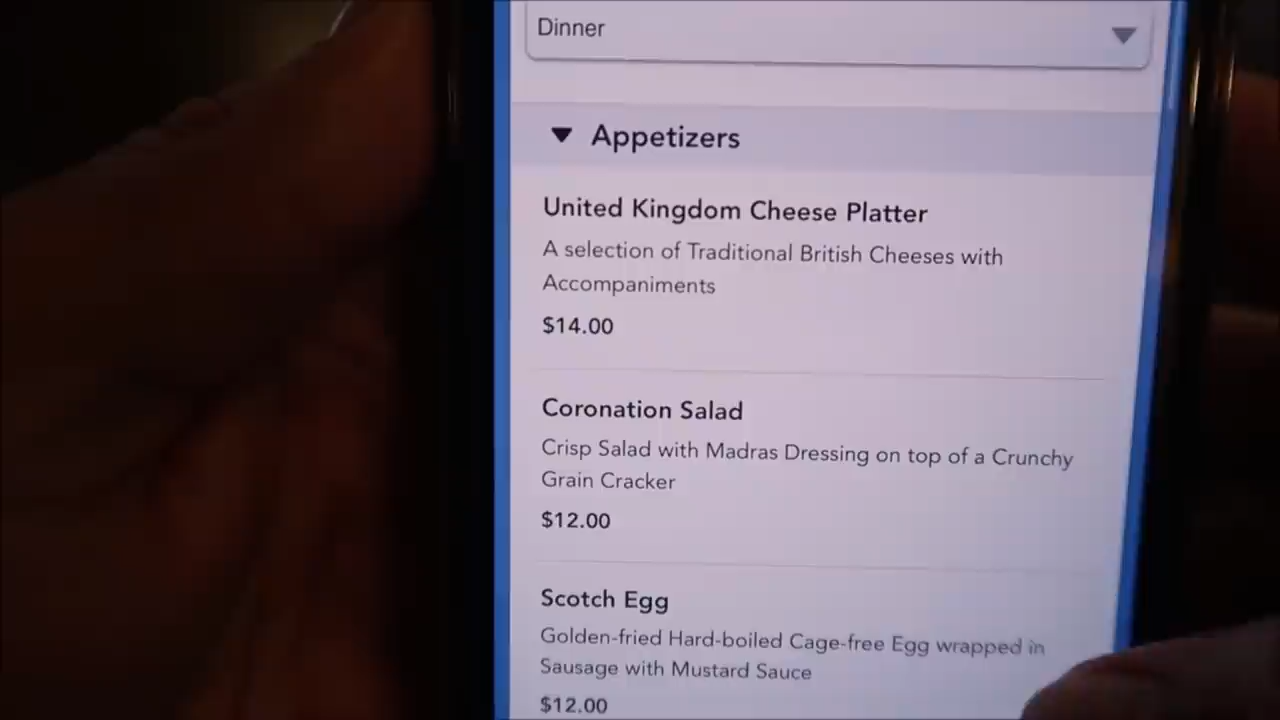 Dinner
Appetizers
United Kingdom Cheese Platter
A selection of Traditional British Cheeses with
Accompaniments
$14.00
Coronation Salad
Crisp Salad with Madras Dressing on top of a Crunchy
Grain Cracker
$12.00
Scotch Egg
Golden-fried Hard-boiled Cage-free Egg wrapped in
Sausage with Mustard Sauce
$12.00